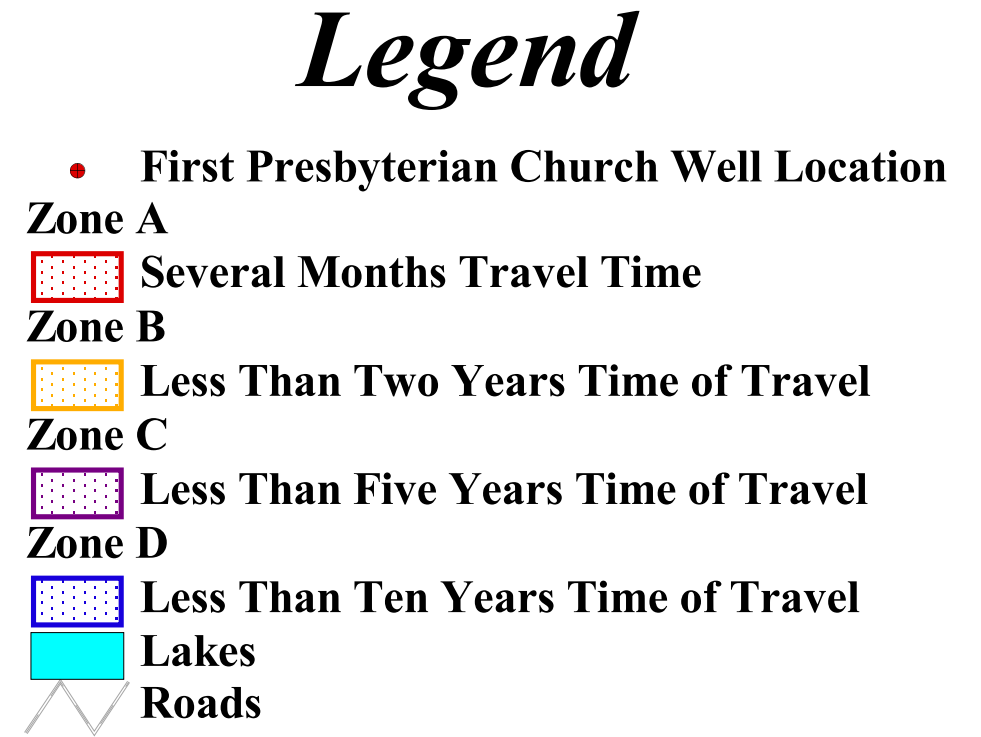 Legend
First Presbyterian Church Well Location
Zone A
Several Months Travel Time
Zone B
Less Than Two Years Time of Travel
Zone C
Less Than Five Years Time of Travel
Zone D
Less Than Ten Years Time of Travel
Lakes
Roads